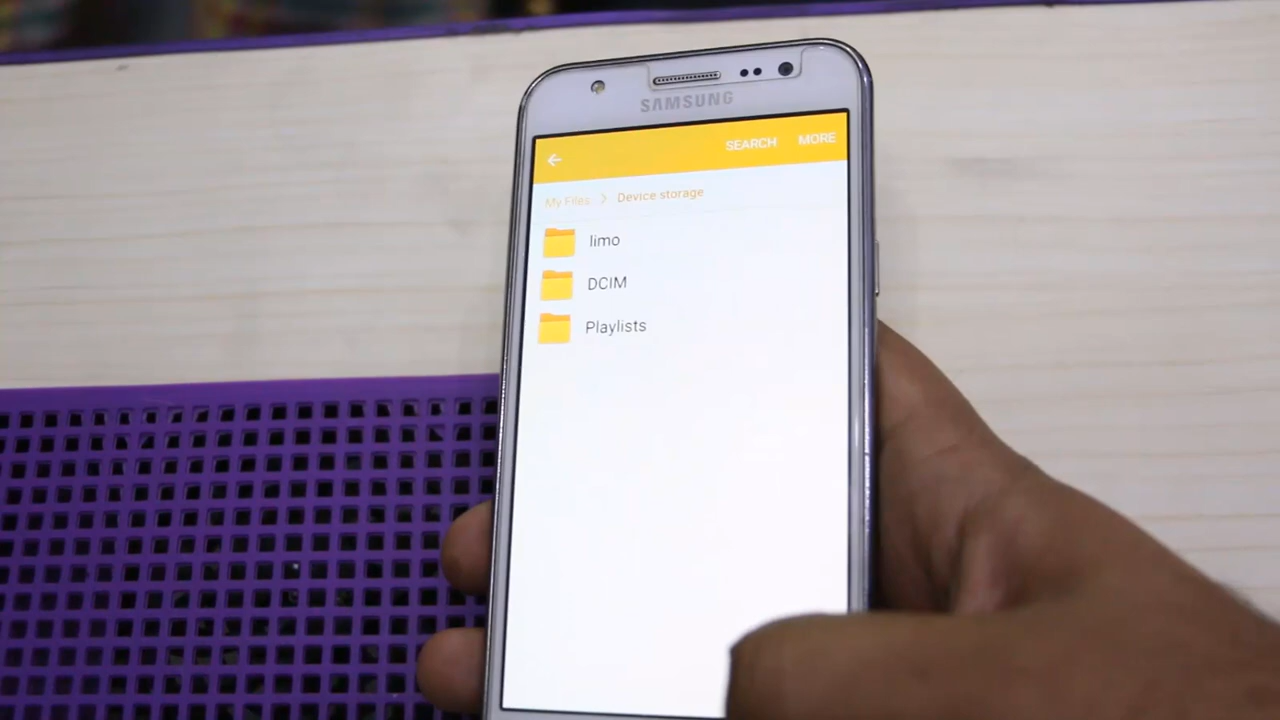 SAMSUNG
SEARCH MORE
My Files > Device storage
limo
DCIM
Playlists